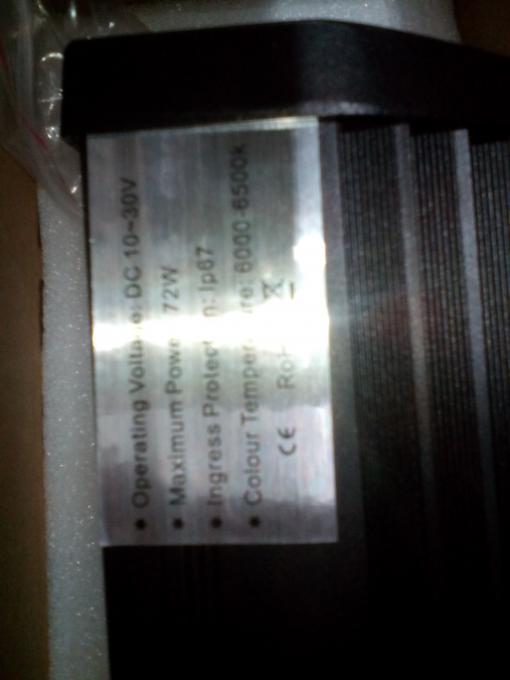 • Operating Voltage: DC 10~30V
• Maximum Power: 72W
• Ingress Protection: Ip67
• Colour Temperature: 6000-6500k
CE RoHS